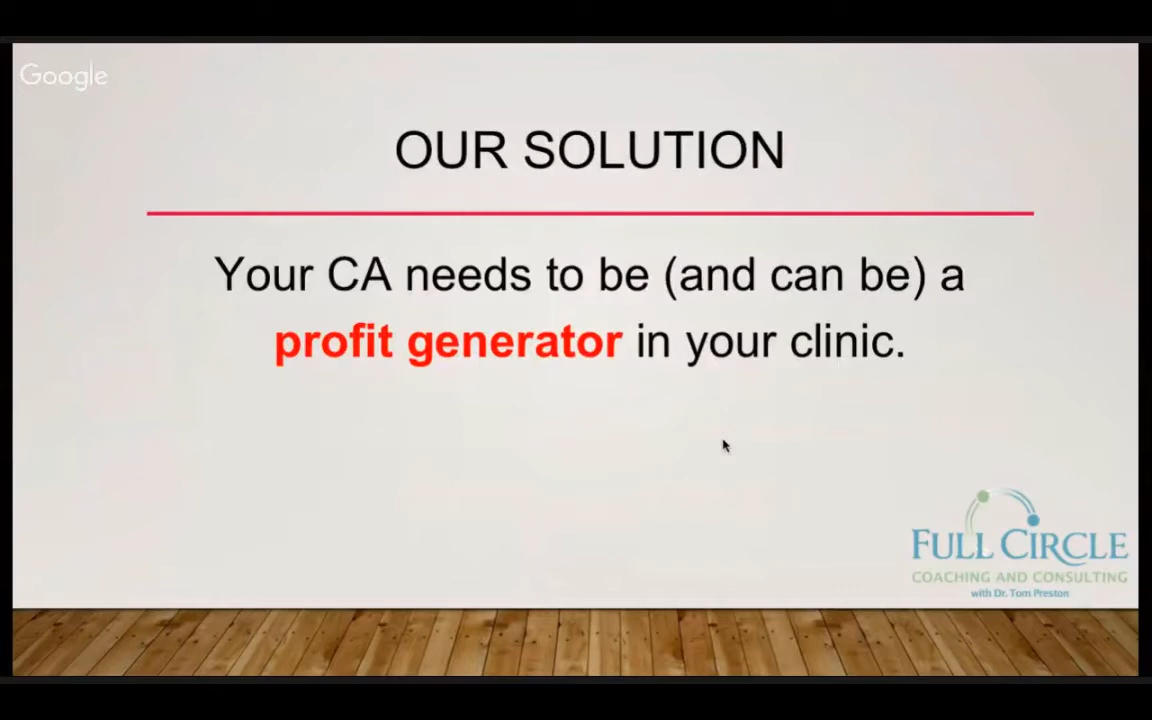 Google
OUR SOLUTION
Your CA needs to be (and can be) a
profit generator in your clinic.
FULL CIRCLE
COACHING AND CONSULTING
with Dr. Tom Preston